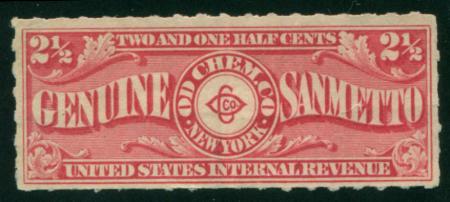 2½ TWO AND ONE HALF CENTS 2½
GENUINE SANMETTO
OD CHEM. CO.
CO
NEW YORK
UNITED STATES INTERNAL REVENUE